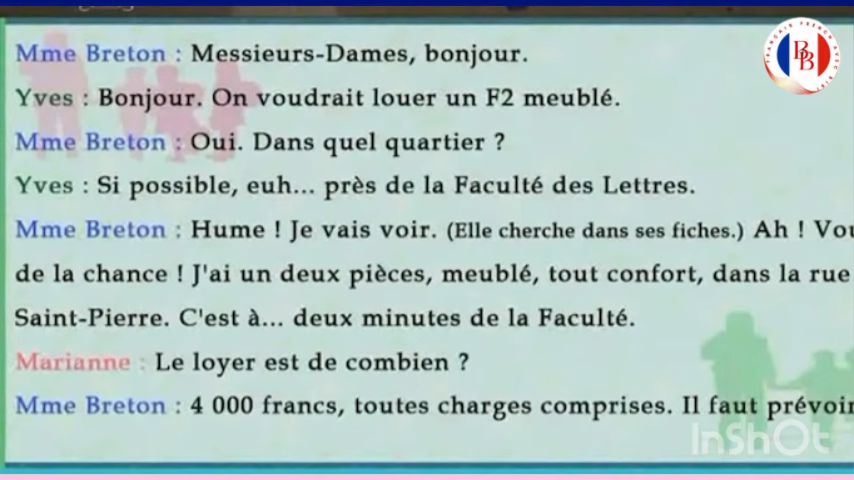 Mme Breton : Messieurs-Dames, bonjour.
Yves : Bonjour. On voudrait louer un F2 meublé.
Mme Breton : Oui. Dans quel quartier ?
Yves : Si possible, euh... près de la Faculté des Lettres.
Mme Breton : Hume ! Je vais voir. (Elle cherche dans ses fiches.) Ah ! Vou
de la chance ! J'ai un deux pièces, meublé, tout confort, dans la rue
Saint-Pierre. C'est à... deux minutes de la Faculté.
Marianne : Le loyer est de combien ?
Mme Breton : 4 000 francs, toutes charges comprises. Il faut prévoir
InShOt